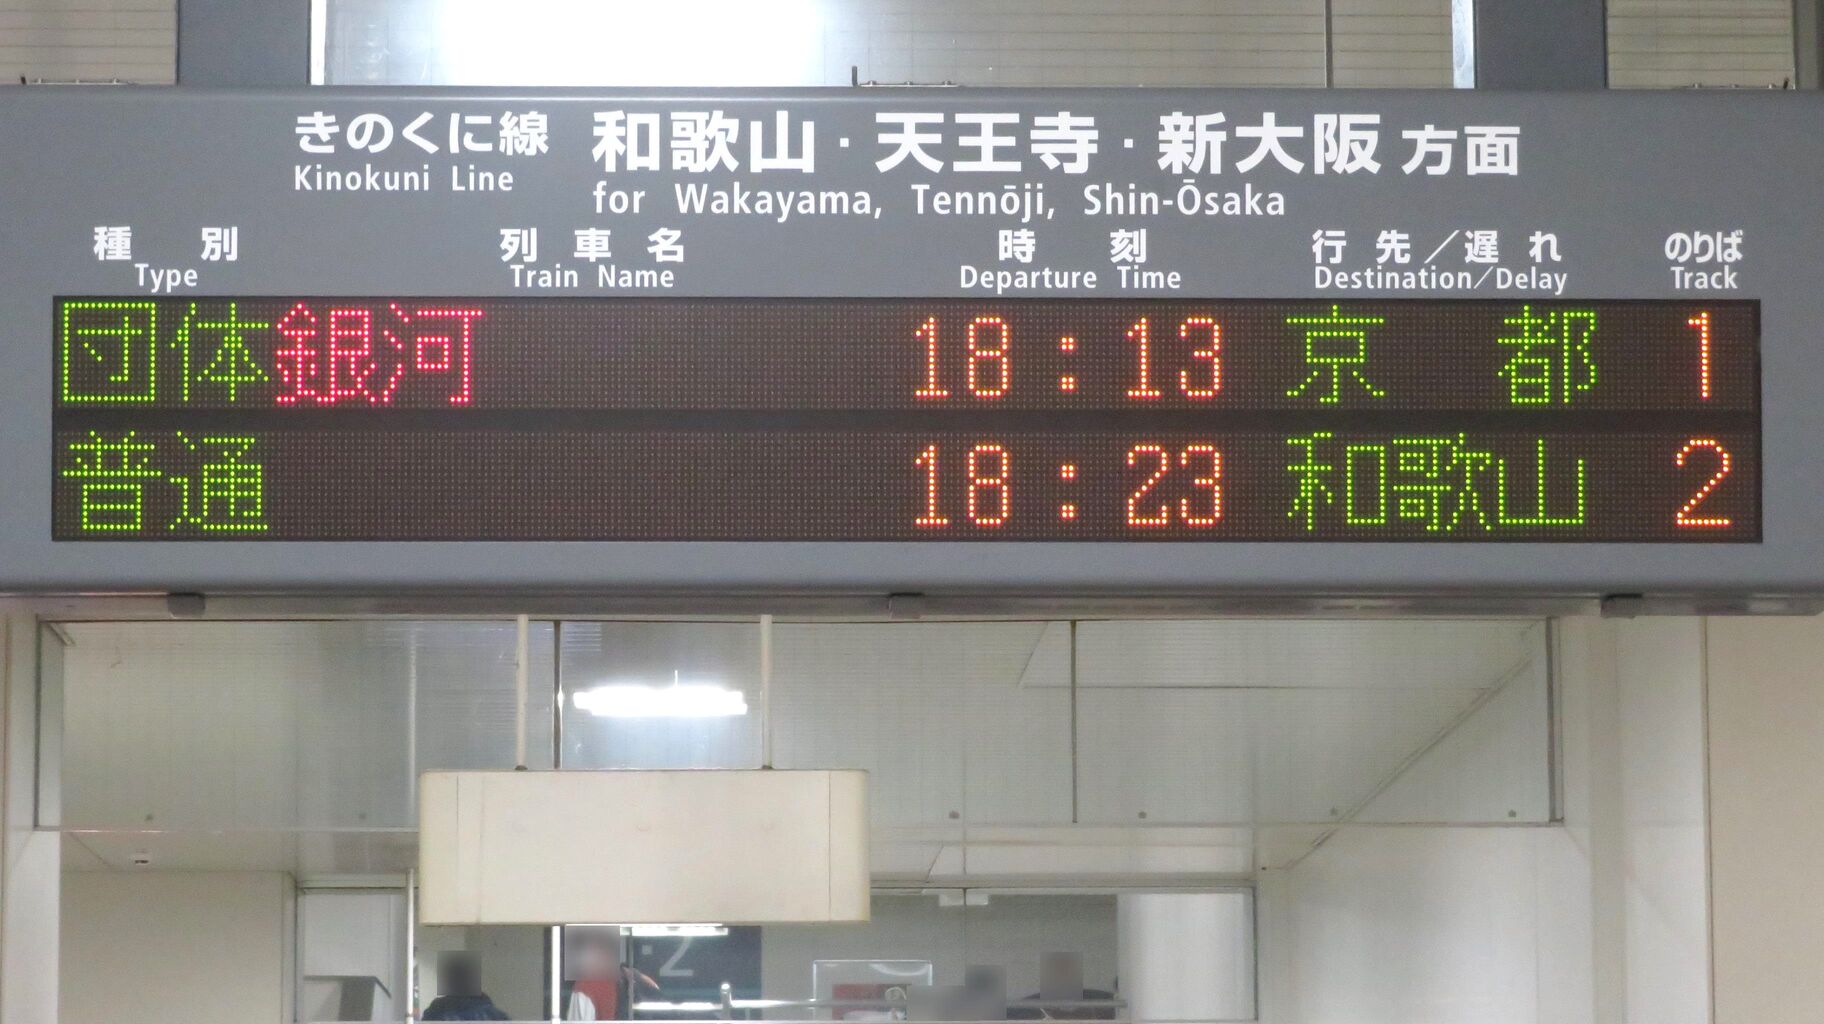 きのくに線 和歌山・天王寺・新大阪 方面
Kinokuni Line for Wakayama, Tennōji, Shin-Ōsaka
種別 列車名 時刻 行先／遅れ のりば
Type Train Name Departure Time Destination／Delay Track
団体 銀河 18:13 京都 1
普通 18:23 和歌山 2
2